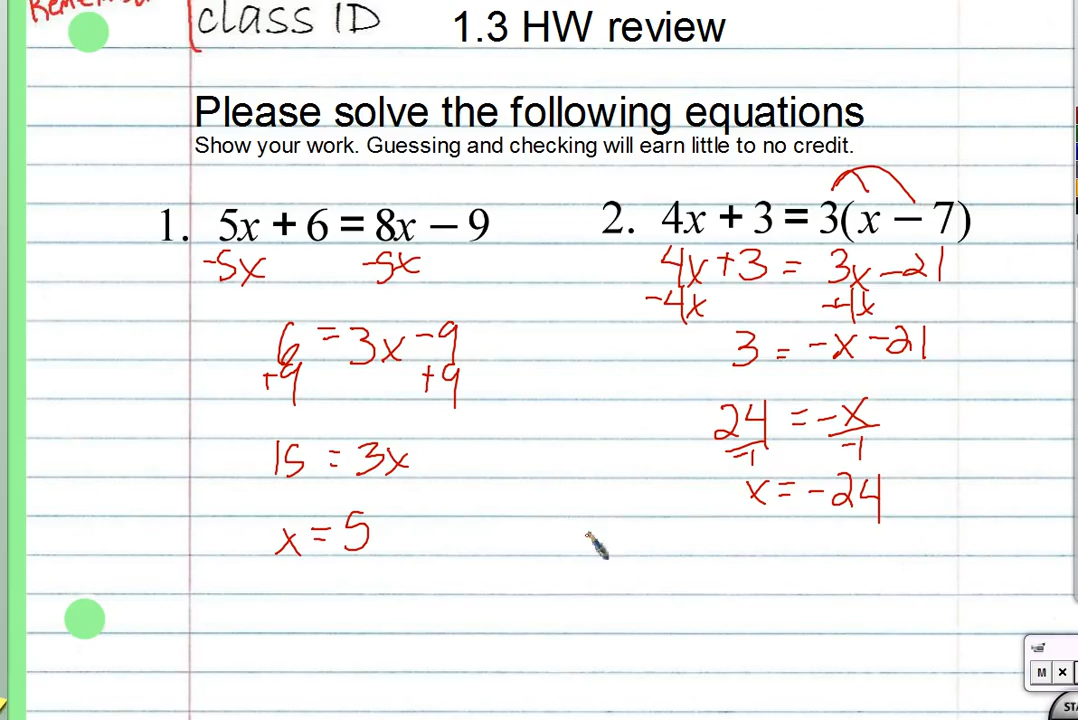 Remember
class ID
1.3 HW review
Please solve the following equations
Show your work. Guessing and checking will earn little to no credit.
1. 5x + 6 = 8x − 9
-5x -5x
6 = 3x - 9
+9 +9
15 = 3x
x = 5
2. 4x + 3 = 3(x − 7)
4x + 3 = 3x - 21
-4x -4x
3 = -x - 21
24 = -x
-1 -1
x = -24
M
ST